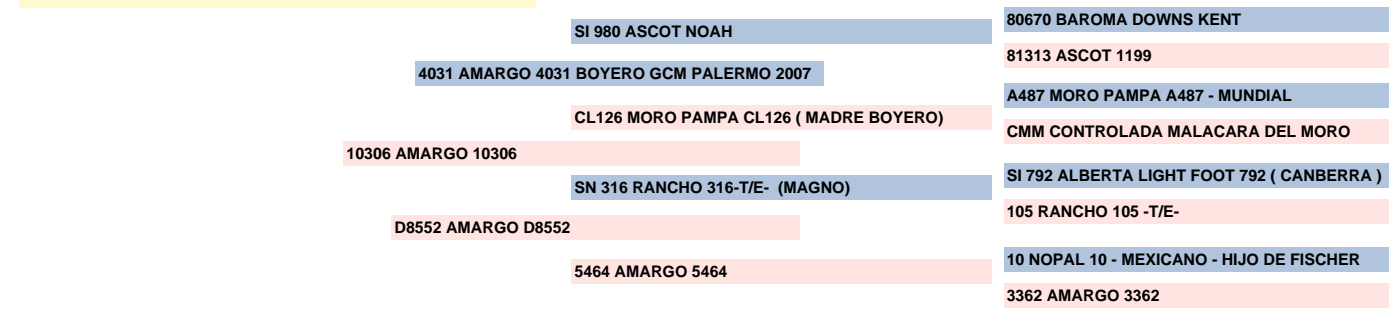 80670 BAROMA DOWNS KENT
SI 980 ASCOT NOAH
81313 ASCOT 1199
4031 AMARGO 4031 BOYERO GCM PALERMO 2007
A487 MORO PAMPA A487 - MUNDIAL
CL126 MORO PAMPA CL126 ( MADRE BOYERO)
CMM CONTROLADA MALACARA DEL MORO
10306 AMARGO 10306
SI 792 ALBERTA LIGHT FOOT 792 ( CANBERRA )
SN 316 RANCHO 316-T/E- (MAGNO)
105 RANCHO 105 -T/E-
D8552 AMARGO D8552
10 NOPAL 10 - MEXICANO - HIJO DE FISCHER
5464 AMARGO 5464
3362 AMARGO 3362